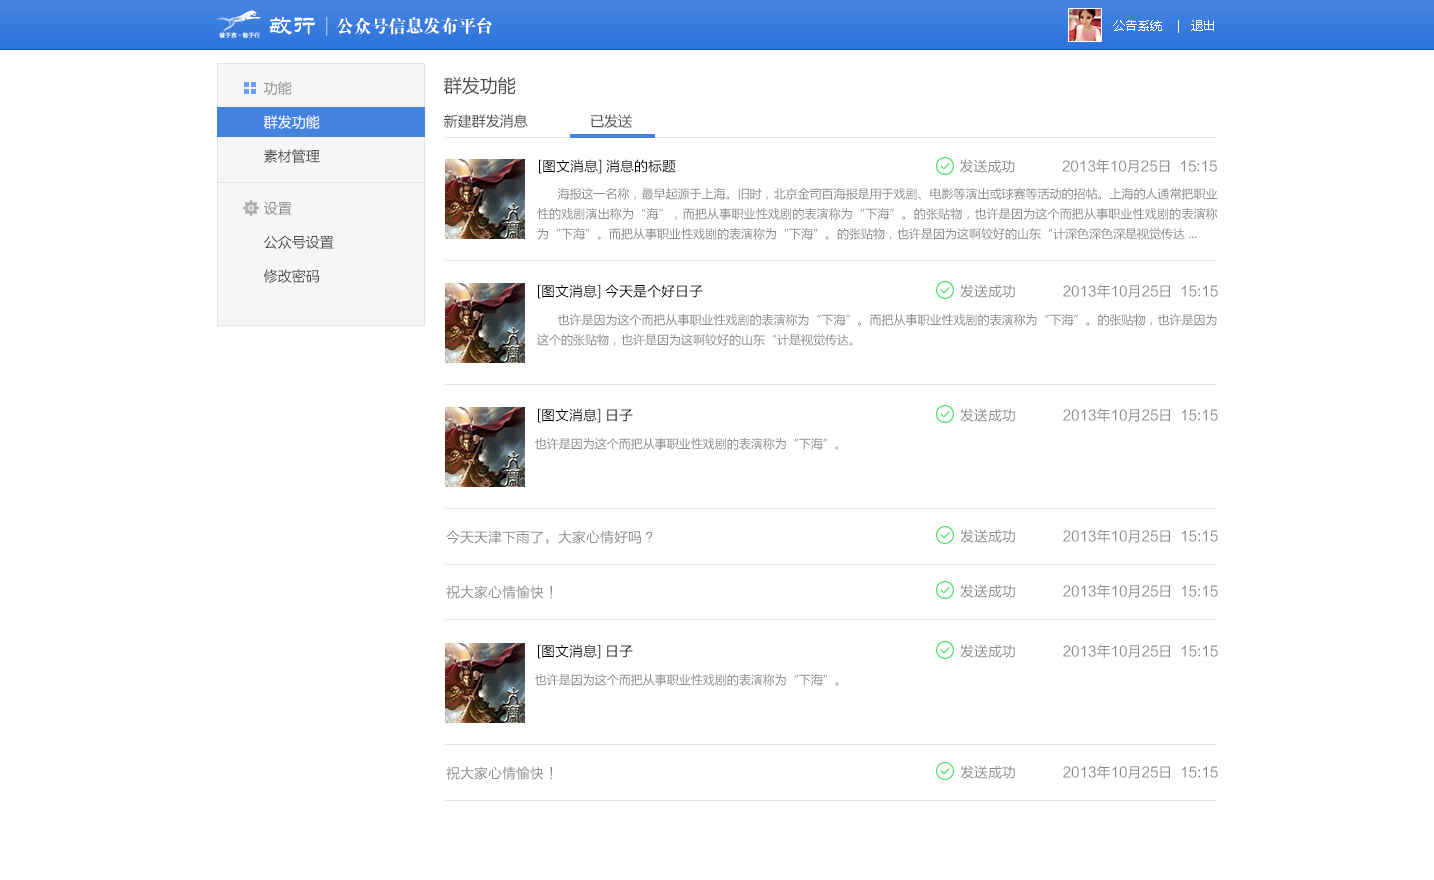 敏于言·敏于行 敏行 | 公众号信息发布平台
公告系统 | 退出
功能
群发功能
素材管理
设置
公众号设置
修改密码
群发功能
新建群发消息 已发送
[图文消息] 消息的标题 发送成功 2013年10月25日 15:15
海报这一名称，最早起源于上海。旧时，北京金司百海报是用于戏剧、电影等演出或球赛等活动的招帖。上海的人通常把职业
性的戏剧演出称为“海”，而把从事职业性戏剧的表演称为“下海”。的张贴物，也许是因为这个而把从事职业性戏剧的表演称
为“下海”。而把从事职业性戏剧的表演称为“下海”。的张贴物，也许是因为这啊较好的山东“计深色深色深是视觉传达 ...
[图文消息] 今天是个好日子 发送成功 2013年10月25日 15:15
也许是因为这个而把从事职业性戏剧的表演称为“下海”。而把从事职业性戏剧的表演称为“下海”。的张贴物，也许是因为
这个的张贴物，也许是因为这啊较好的山东“计是视觉传达。
[图文消息] 日子 发送成功 2013年10月25日 15:15
也许是因为这个而把从事职业性戏剧的表演称为“下海”。
今天天津下雨了，大家心情好吗？ 发送成功 2013年10月25日 15:15
祝大家心情愉快！ 发送成功 2013年10月25日 15:15
[图文消息] 日子 发送成功 2013年10月25日 15:15
也许是因为这个而把从事职业性戏剧的表演称为“下海”。
祝大家心情愉快！ 发送成功 2013年10月25日 15:15